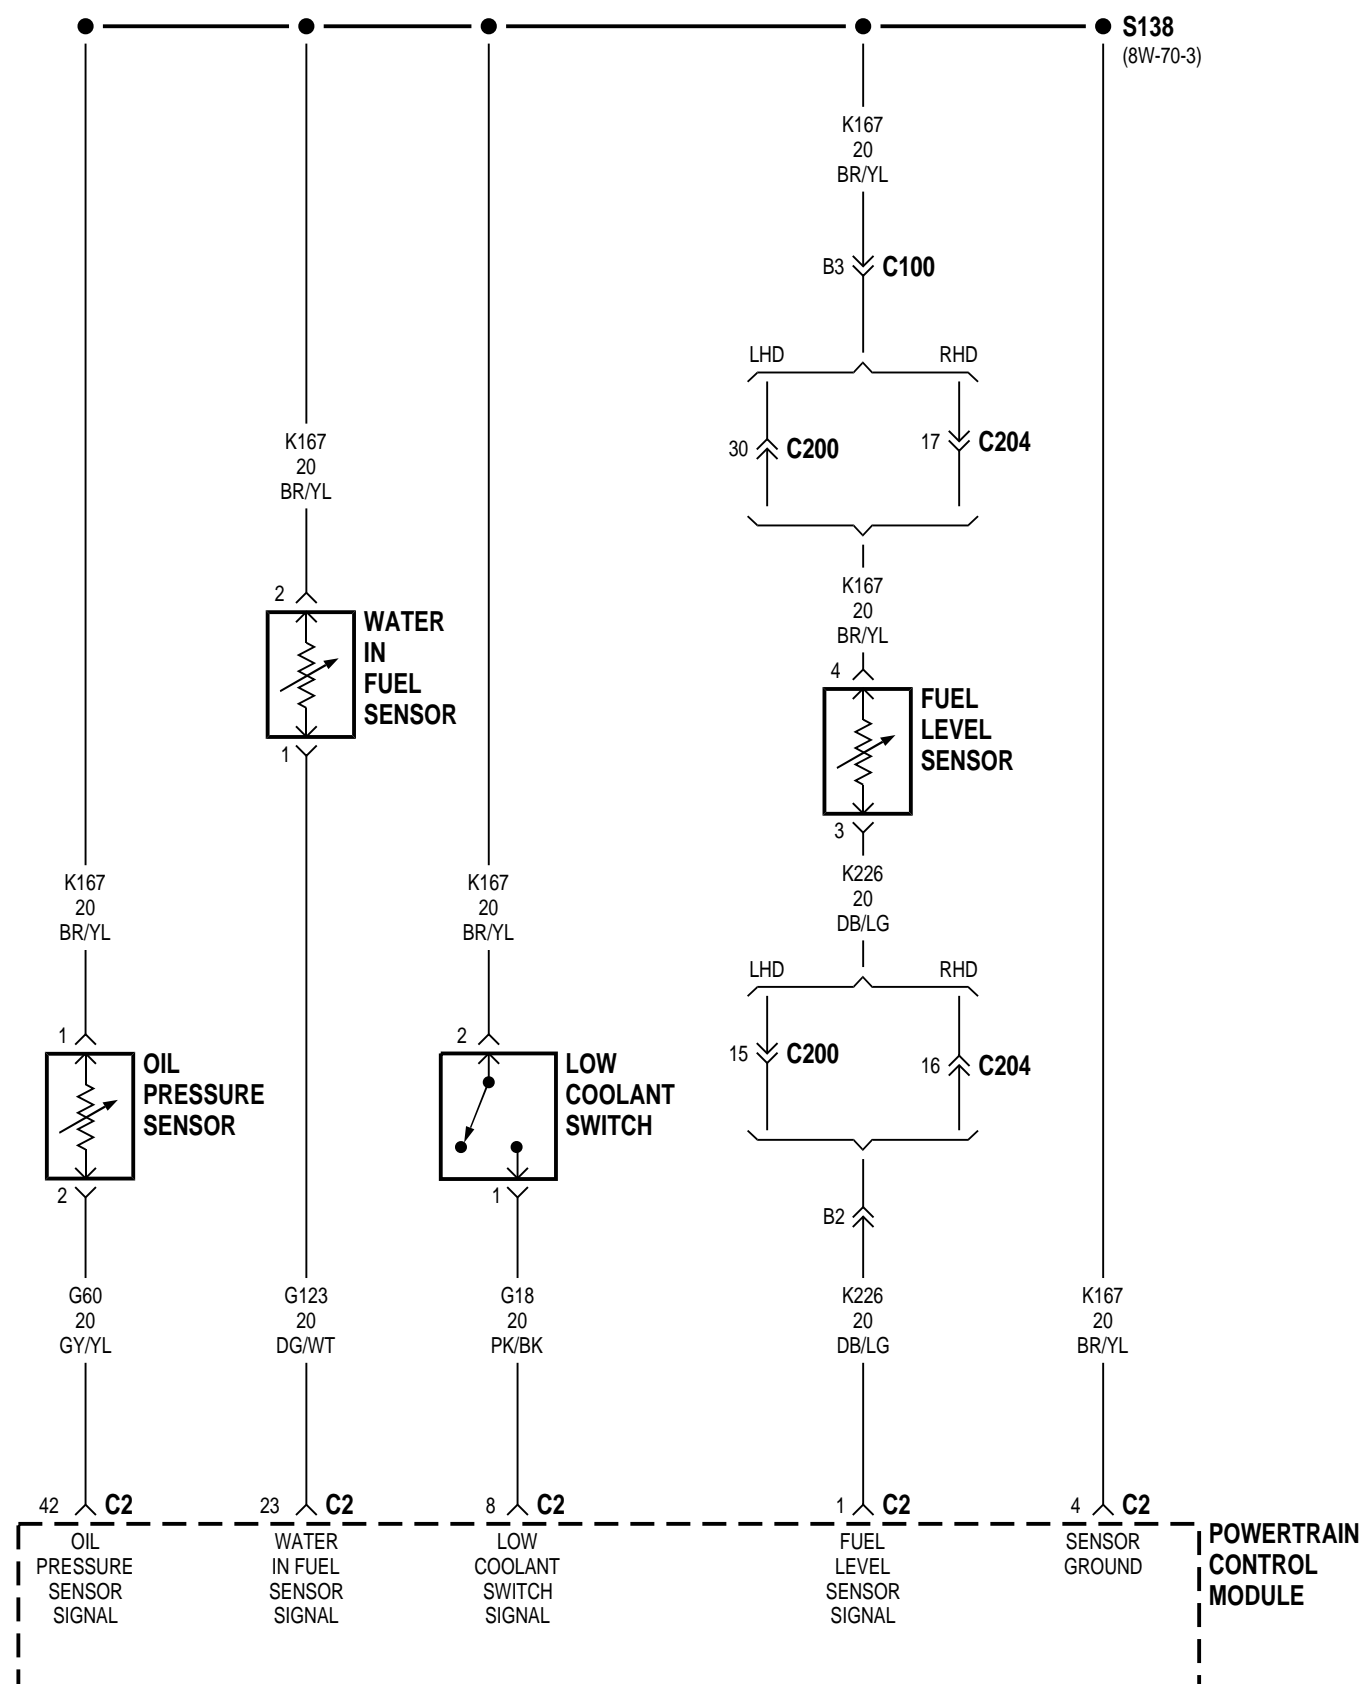 S138
(8W-70-3)
K167
20
BR/YL
B3
C100
LHD
RHD
30
C200
17
C204
K167
20
BR/YL
K167
20
BR/YL
2
WATER
IN
FUEL
SENSOR
1
4
FUEL
LEVEL
SENSOR
3
K167
20
BR/YL
K167
20
BR/YL
K226
20
DB/LG
LHD
RHD
15
C200
16
C204
1
OIL
PRESSURE
SENSOR
2
2
LOW
COOLANT
SWITCH
1
B2
G60
20
GY/YL
G123
20
DG/WT
G18
20
PK/BK
K226
20
DB/LG
K167
20
BR/YL
42
C2
23
C2
8
C2
1
C2
4
C2
OIL
PRESSURE
SENSOR
SIGNAL
WATER
IN FUEL
SENSOR
SIGNAL
LOW
COOLANT
SWITCH
SIGNAL
FUEL
LEVEL
SENSOR
SIGNAL
SENSOR
GROUND
POWERTRAIN
CONTROL
MODULE